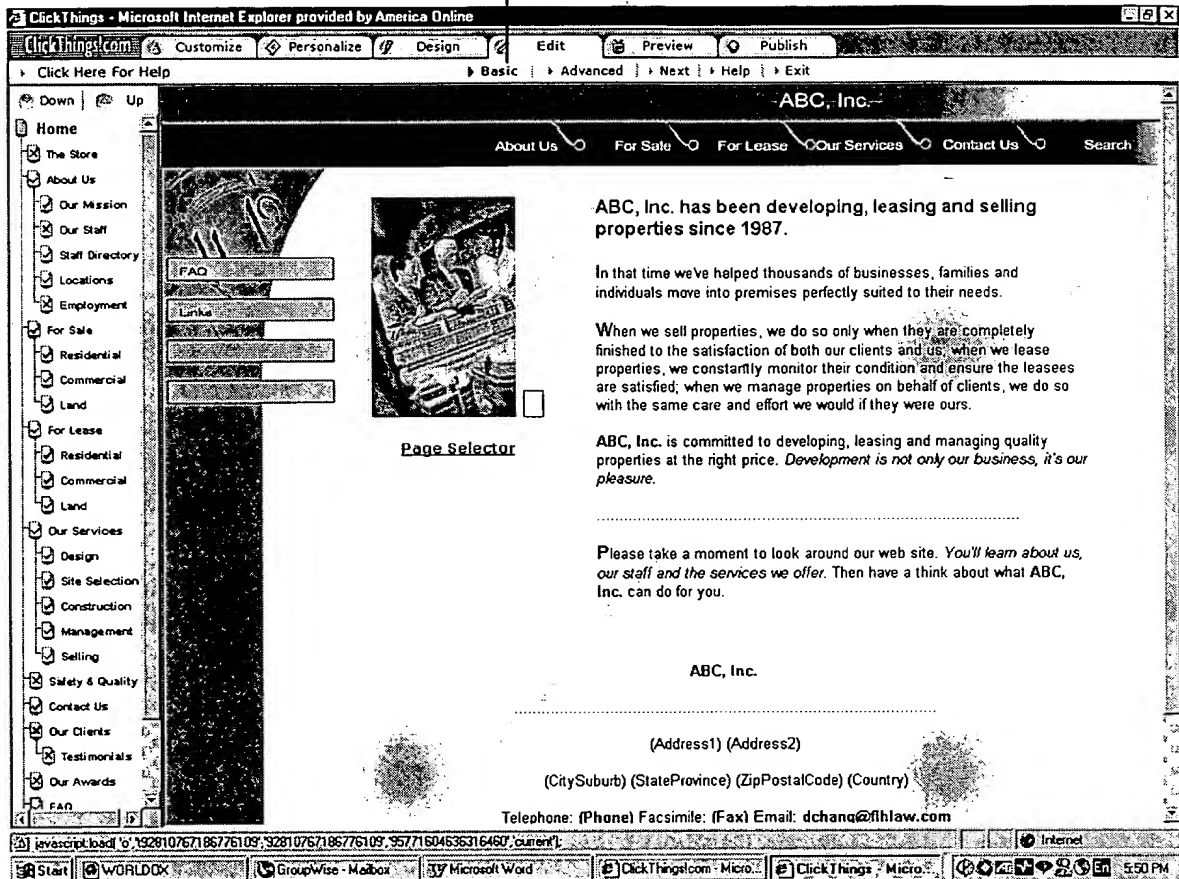 ClickThings - Microsoft Internet Explorer provided by America Online
ClickThings!com Customize Personalize Design Edit Preview Publish
Click Here For Help Basic Advanced Next Help Exit
Down Up
ABC, Inc.
About Us For Sale For Lease Our Services Contact Us Search
Home
The Store
About Us
Our Mission
Our Staff
Staff Directory
Locations
Employment
For Sale
Residential
Commercial
Land
For Lease
Residential
Commercial
Land
Our Services
Design
Site Selection
Construction
Management
Selling
Safety & Quality
Contact Us
Our Clients
Testimonials
Our Awards
FAQ
FAQ
Links
Page Selector
ABC, Inc. has been developing, leasing and selling
properties since 1987.
In that time we've helped thousands of businesses, families and
individuals move into premises perfectly suited to their needs.
When we sell properties, we do so only when they are completely
finished to the satisfaction of both our clients and us; when we lease
properties, we constantly monitor their condition and ensure the leasees
are satisfied; when we manage properties on behalf of clients, we do so
with the same care and effort we would if they were ours.
ABC, Inc. is committed to developing, leasing and managing quality
properties at the right price. Development is not only our business, it's our
pleasure.
Please take a moment to look around our web site. You'll learn about us,
our staff and the services we offer. Then have a think about what ABC,
Inc. can do for you.
ABC, Inc.
(Address1) (Address2)
(CitySuburb) (StateProvince) (ZipPostalCode) (Country)
Telephone: (Phone) Facsimile: (Fax) Email: dchang@flhlaw.com
javascript:load( 'o','192810767186776109','92810767186776109','95771604636316460','current'); Internet
Start WORLDOX GroupWise - Mailbox Microsoft Word ClickThings!com - Micro... ClickThings - Micro... 5:50 PM